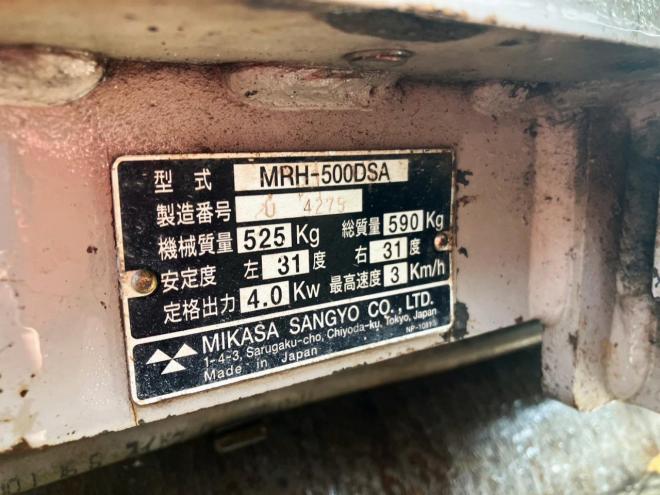 型式 MRH-500DSA
製造番号 U 4279
機械質量 525 Kg 総質量 590 Kg
安定度 左 31 度 右 31 度
定格出力 4.0 Kw 最高速度 3 Km/h
MIKASA SANGYO CO., LTD.
1-4-3, Sarugaku-cho, Chiyoda-ku, Tokyo, Japan
Made in Japan